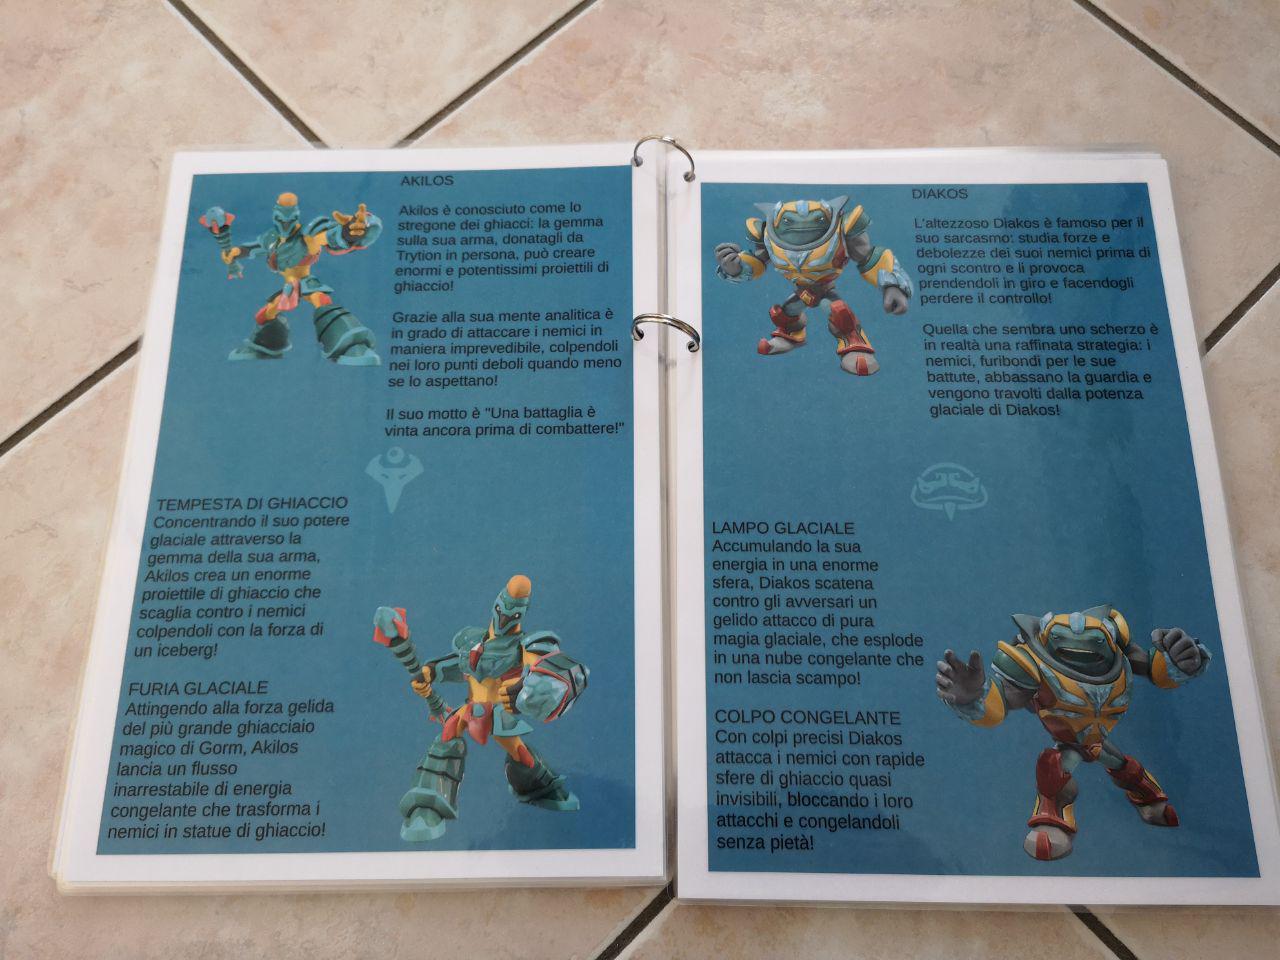 AKILOS
Akilos è conosciuto come lo
stregone dei ghiacci: la gemma
sulla sua arma, donatagli da
Trytion in persona, può creare
enormi e potentissimi proiettili di
ghiaccio!
Grazie alla sua mente analitica è
in grado di attaccare i nemici in
maniera imprevedibile, colpendoli
nei loro punti deboli quando meno
se lo aspettano!
Il suo motto è "Una battaglia è
vinta ancora prima di combattere!"
TEMPESTA DI GHIACCIO
Concentrando il suo potere
glaciale attraverso la
gemma della sua arma,
Akilos crea un enorme
proiettile di ghiaccio che
scaglia contro i nemici
colpendoli con la forza di
un iceberg!
FURIA GLACIALE
Attingendo alla forza gelida
del più grande ghiacciaio
magico di Gorm, Akilos
lancia un flusso
inarrestabile di energia
congelante che trasforma i
nemici in statue di ghiaccio!
DIAKOS
L'altezzoso Diakos è famoso per il
suo sarcasmo: studia forze e
debolezze dei suoi nemici prima di
ogni scontro e li provoca
prendendoli in giro e facendogli
perdere il controllo!
Quella che sembra uno scherzo è
in realtà una raffinata strategia: i
nemici, furibondi per le sue
battute, abbassano la guardia e
vengono travolti dalla potenza
glaciale di Diakos!
LAMPO GLACIALE
Accumulando la sua
energia in una enorme
sfera, Diakos scatena
contro gli avversari un
gelido attacco di pura
magia glaciale, che esplode
in una nube congelante che
non lascia scampo!
COLPO CONGELANTE
Con colpi precisi Diakos
attacca i nemici con rapide
sfere di ghiaccio quasi
invisibili, bloccando i loro
attacchi e congelandoli
senza pietà!